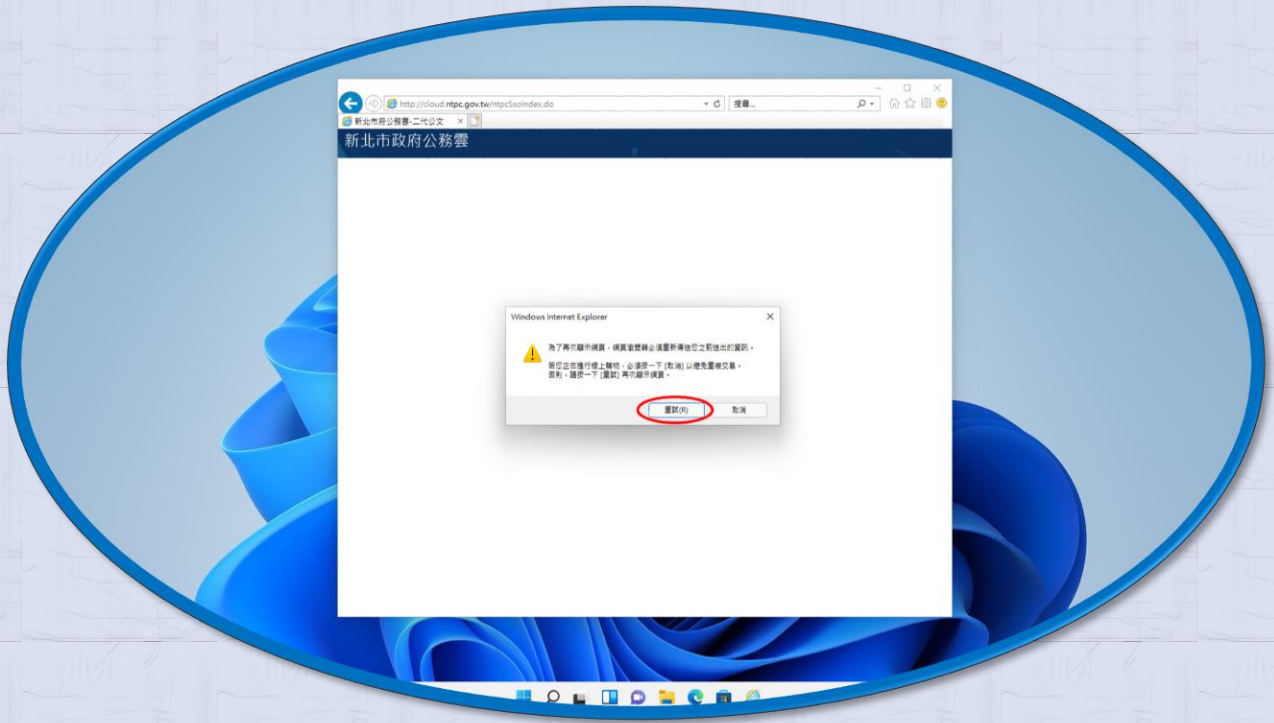 http://cloud.ntpc.gov.tw/ntpcSsoindex.do
搜尋...
新北市府公務雲-二代公文
新北市政府公務雲
Windows Internet Explorer
為了再次顯示網頁，網頁瀏覽器必須重新傳送您之前送出的資訊。
若您正在進行線上購物，必須按一下 [取消] 以避免重複交易。
否則，請按一下 [重試] 再次顯示網頁。
重試(R)
取消